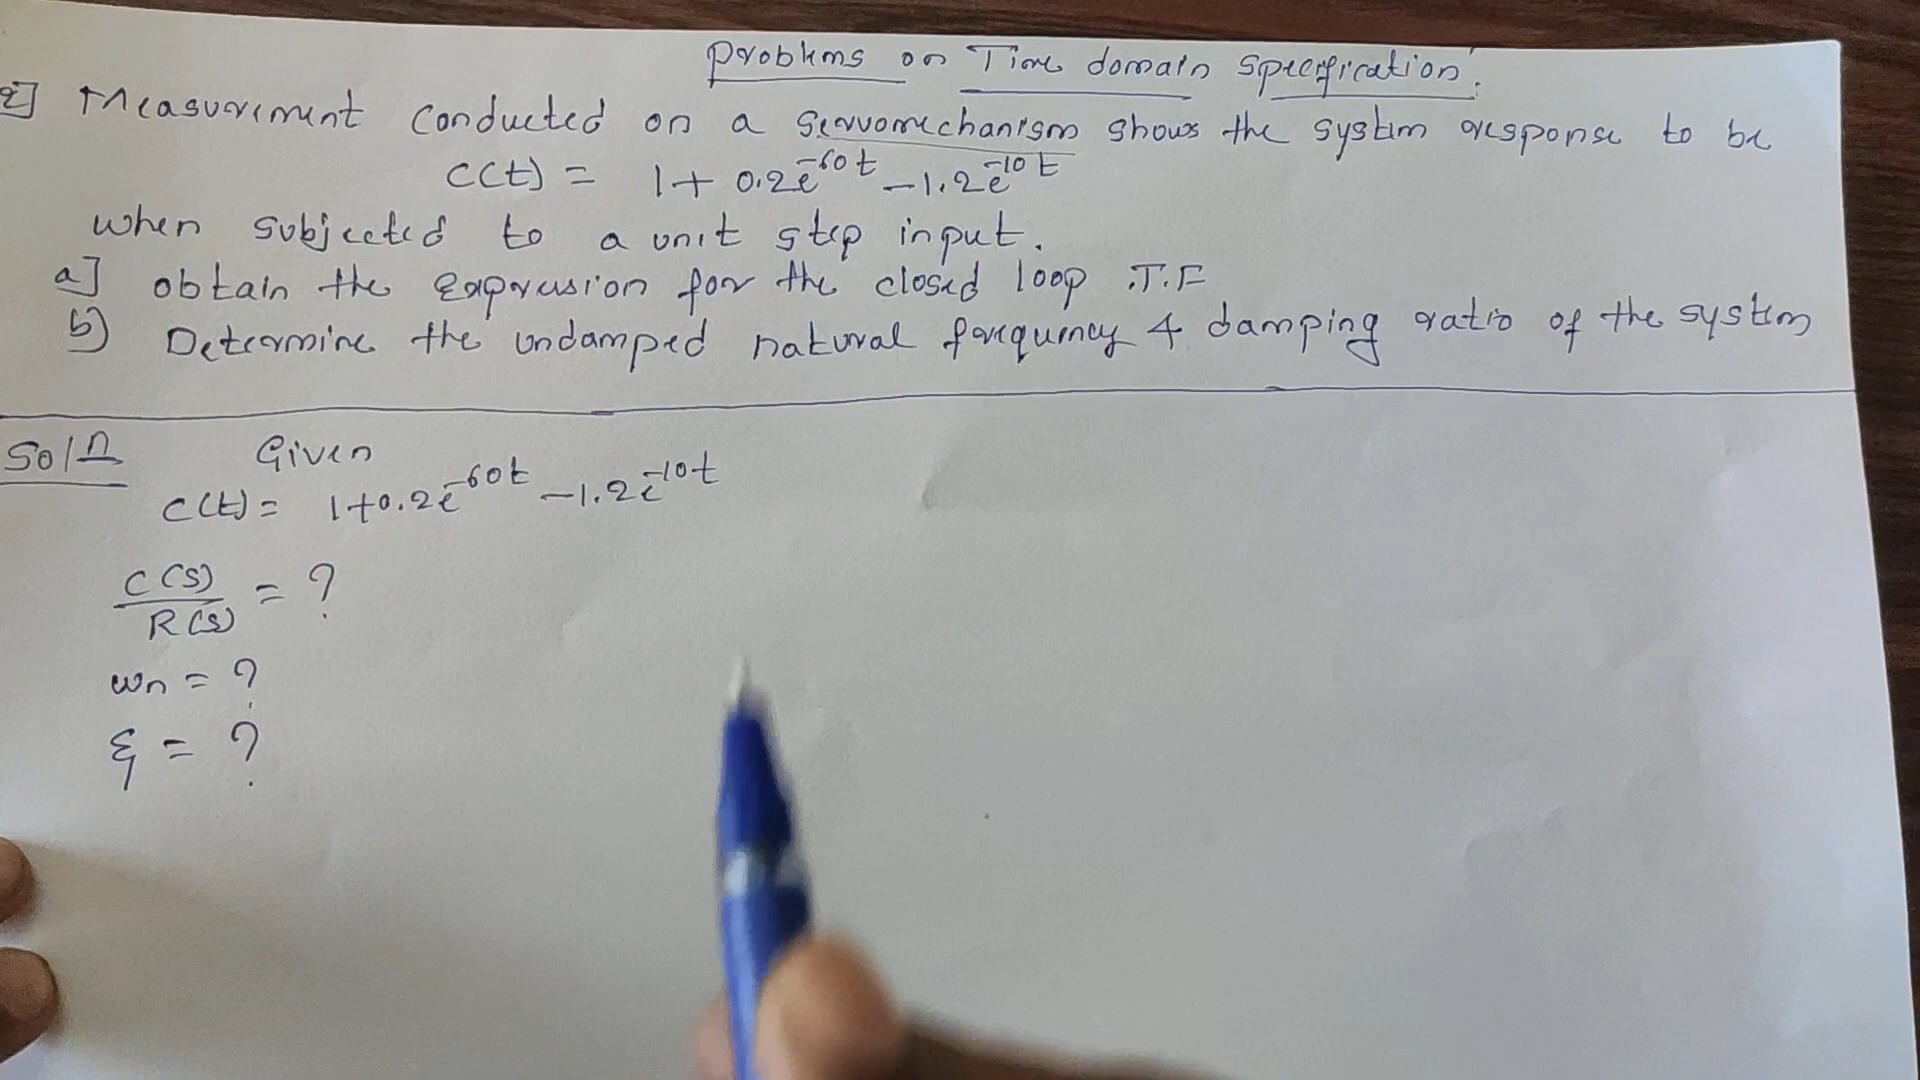 Problems on Time domain specification.
Q] Measurement conducted on a servomechanism shows the system response to be
c(t) = 1 + 0.2e^-60t - 1.2e^-10t
when subjected to a unit step input.
a] obtain the expression for the closed loop .T.F
b) Determine the undamped natural frequency & damping ratio of the system
Soln Given
c(t) = 1+0.2e^-60t - 1.2e^-10t
C(s)/R(s) = ?
ωn = ?
ξ = ?